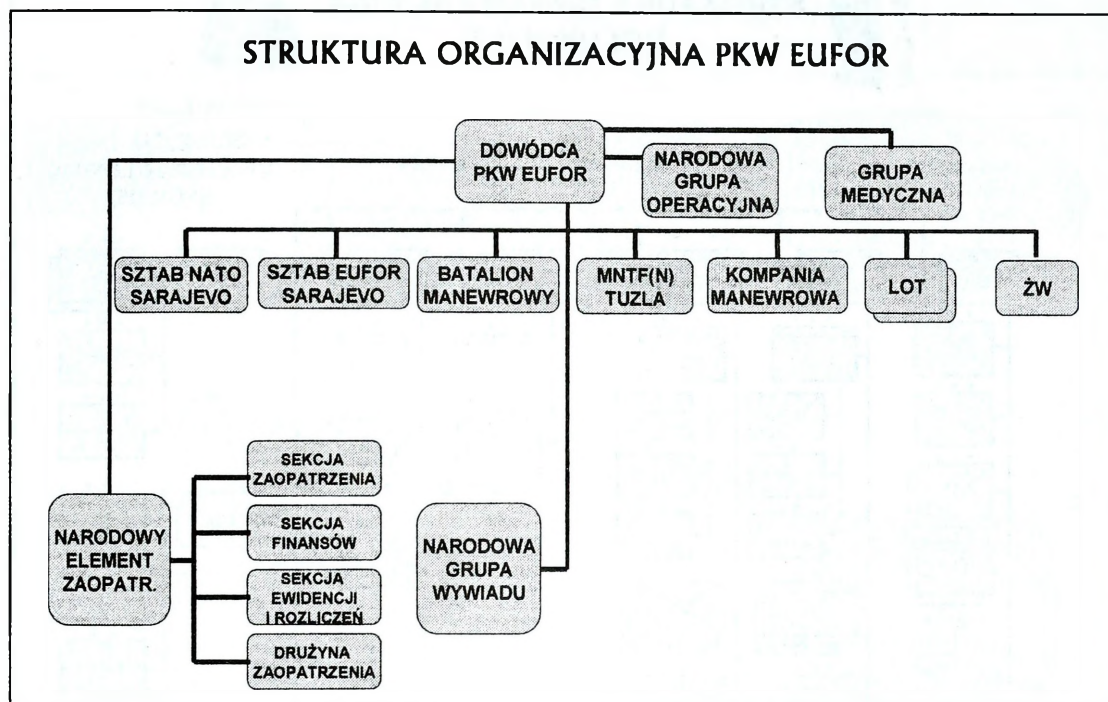 STRUKTURA ORGANIZACYJNA PKW EUFOR
DOWÓDCA
PKW EUFOR
NARODOWA
GRUPA
OPERACYJNA
GRUPA
MEDYCZNA
SZTAB NATO
SARAJEVO
SZTAB EUFOR
SARAJEVO
BATALION
MANEWROWY
MNTF(N)
TUZLA
KOMPANIA
MANEWROWA
LOT
ŻW
NARODOWY
ELEMENT
ZAOPATR.
SEKCJA
ZAOPATRZENIA
SEKCJA
FINANSÓW
SEKCJA
EWIDENCJI
I ROZLICZEŃ
DRUŻYNA
ZAOPATRZENIA
NARODOWA
GRUPA
WYWIADU